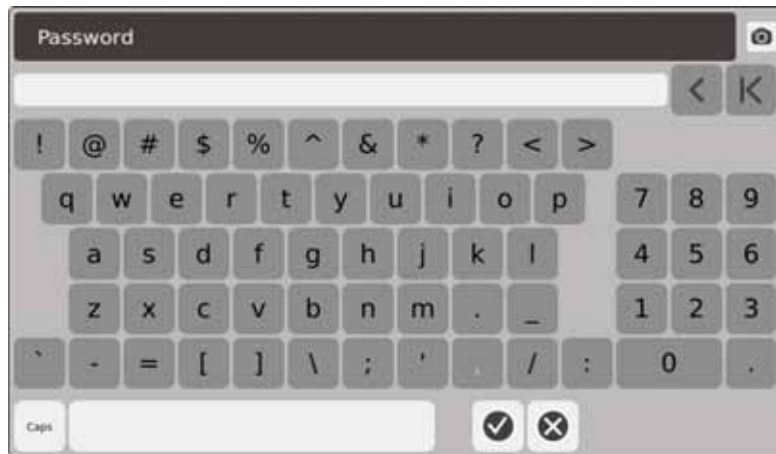 Password
! @ # $ % ^ & * ? < >
q w e r t y u i o p 7 8 9
a s d f g h j k l 4 5 6
z x c v b n m . _ 1 2 3
` - = [ ] \ ; ' , / : 0 .
Caps